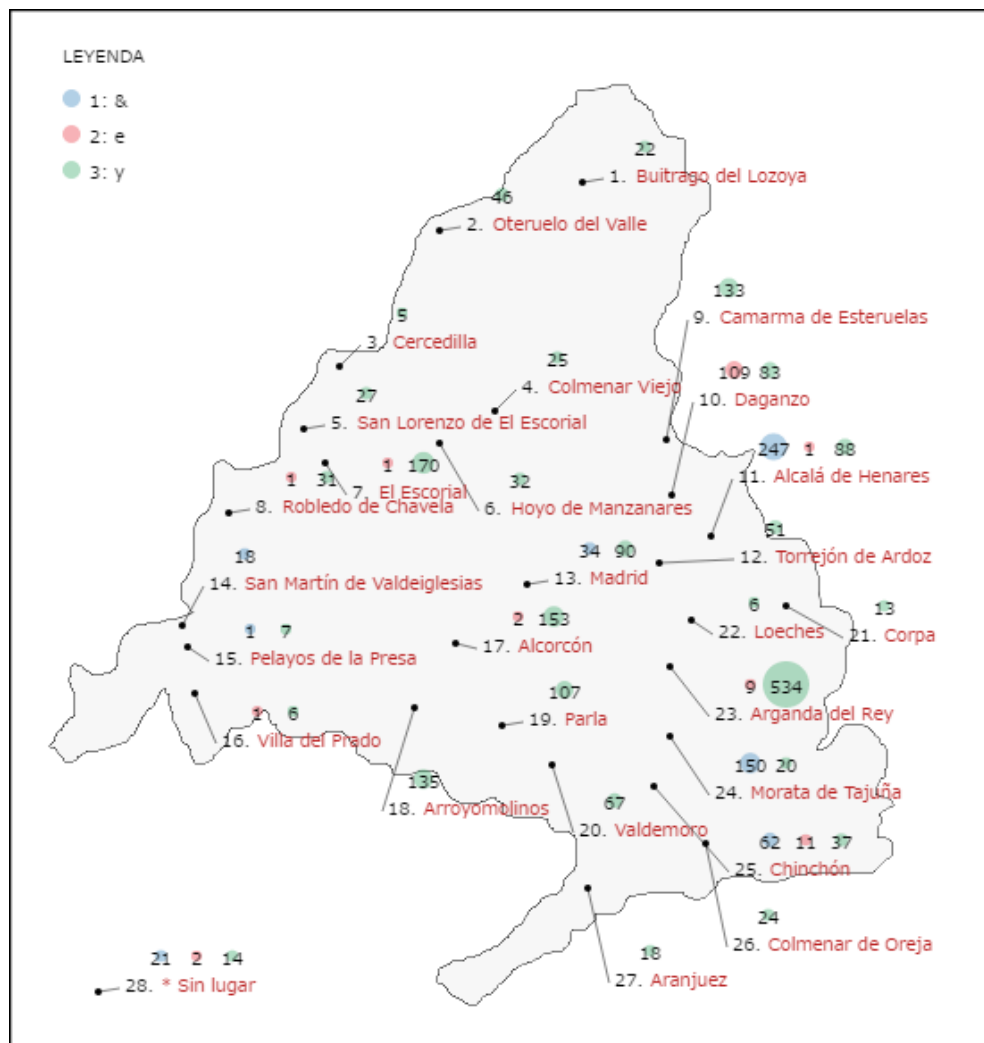 LEYENDA
1: &
2: e
3: y
22
1. Buitrago del Lozoya
46
2. Oteruelo del Valle
133
9. Camarma de Esteruelas
5
3. Cercedilla
25
4. Colmenar Viejo
109 83
10. Daganzo
27
5. San Lorenzo de El Escorial
247 1 88
11. Alcalá de Henares
1 170
7. El Escorial
1 31
8. Robledo de Chavela
32
6. Hoyo de Manzanares
51
12. Torrejón de Ardoz
18
14. San Martín de Valdeiglesias
34 90
13. Madrid
6
22. Loeches
13
21. Corpa
1 7
15. Pelayos de la Presa
2 153
17. Alcorcón
9 534
23. Arganda del Rey
1 6
16. Villa del Prado
107
19. Parla
150 20
24. Morata de Tajuña
135
18. Arroyomolinos
67
20. Valdemoro
62 11 37
25. Chinchón
24
26. Colmenar de Oreja
18
27. Aranjuez
21 2 14
28. * Sin lugar